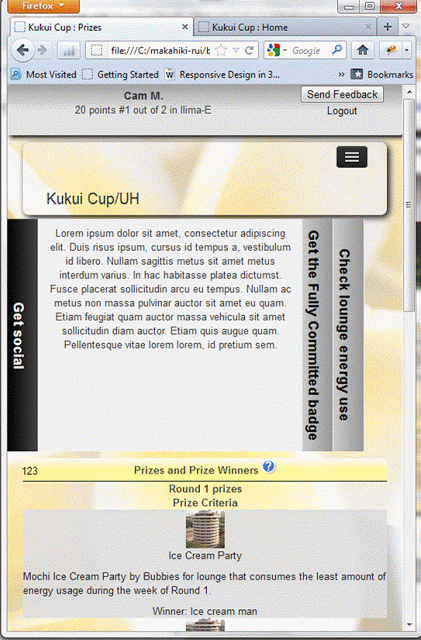 Firefox
Kukui Cup : Prizes
Kukui Cup : Home
file:///C:/makahiki-rui/b
Google
Most Visited
Getting Started
Responsive Design in 3...
Bookmarks
Cam M.
20 points #1 out of 2 in Ilima-E
Send Feedback
Logout
Kukui Cup/UH
Get social
Lorem ipsum dolor sit amet, consectetur adipiscing
elit. Duis risus ipsum, cursus id tempus a, vestibulum
id libero. Nullam sagittis metus sit amet metus
interdum varius. In hac habitasse platea dictumst.
Fusce placerat sollicitudin arcu eu tempus. Nullam ac
metus non massa pulvinar auctor sit amet eu quam.
Etiam feugiat quam auctor massa vehicula sit amet
sollicitudin diam auctor. Etiam quis augue quam.
Pellentesque vitae lorem lorem, id pretium sem.
Get the Fully Committed badge
Check lounge energy use
123
Prizes and Prize Winners ?
Round 1 prizes
Prize Criteria
Ice Cream Party
Mochi Ice Cream Party by Bubbies for lounge that consumes the least amount of
energy usage during the week of Round 1.
Winner: Ice cream man